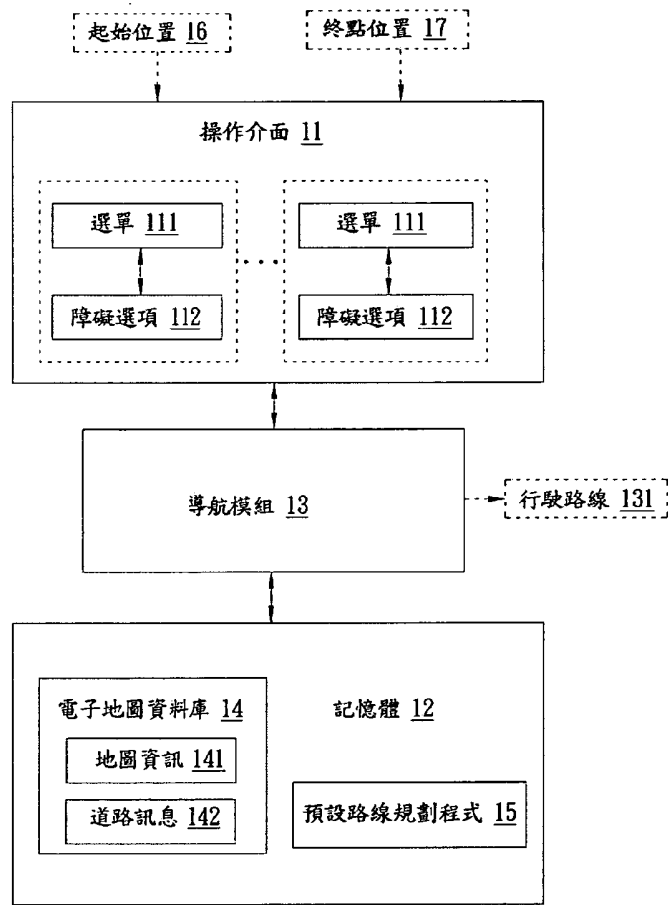 起始位置 16
終點位置 17
操作介面 11
選單 111
選單 111
障礙選項 112
障礙選項 112
導航模組 13
行駛路線 131
電子地圖資料庫 14
記憶體 12
地圖資訊 141
道路訊息 142
預設路線規劃程式 15